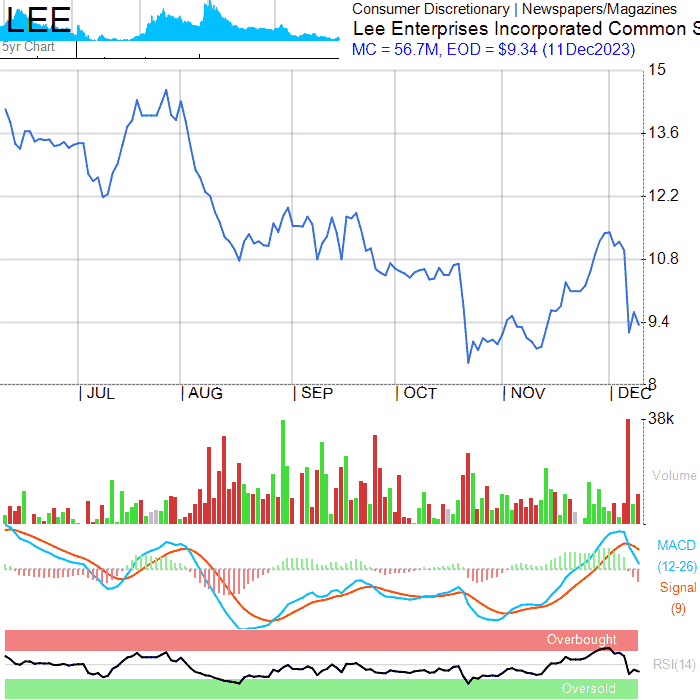 LEE
5yr Chart
Consumer Discretionary | Newspapers/Magazines
Lee Enterprises Incorporated Common S
MC = 56.7M, EOD = $9.34 (11Dec2023)
15
13.6
12.2
10.8
9.4
8
JUL
AUG
SEP
OCT
NOV
DEC
38k
Volume
MACD
(12-26)
Signal
(9)
Overbought
RSI(14)
Oversold